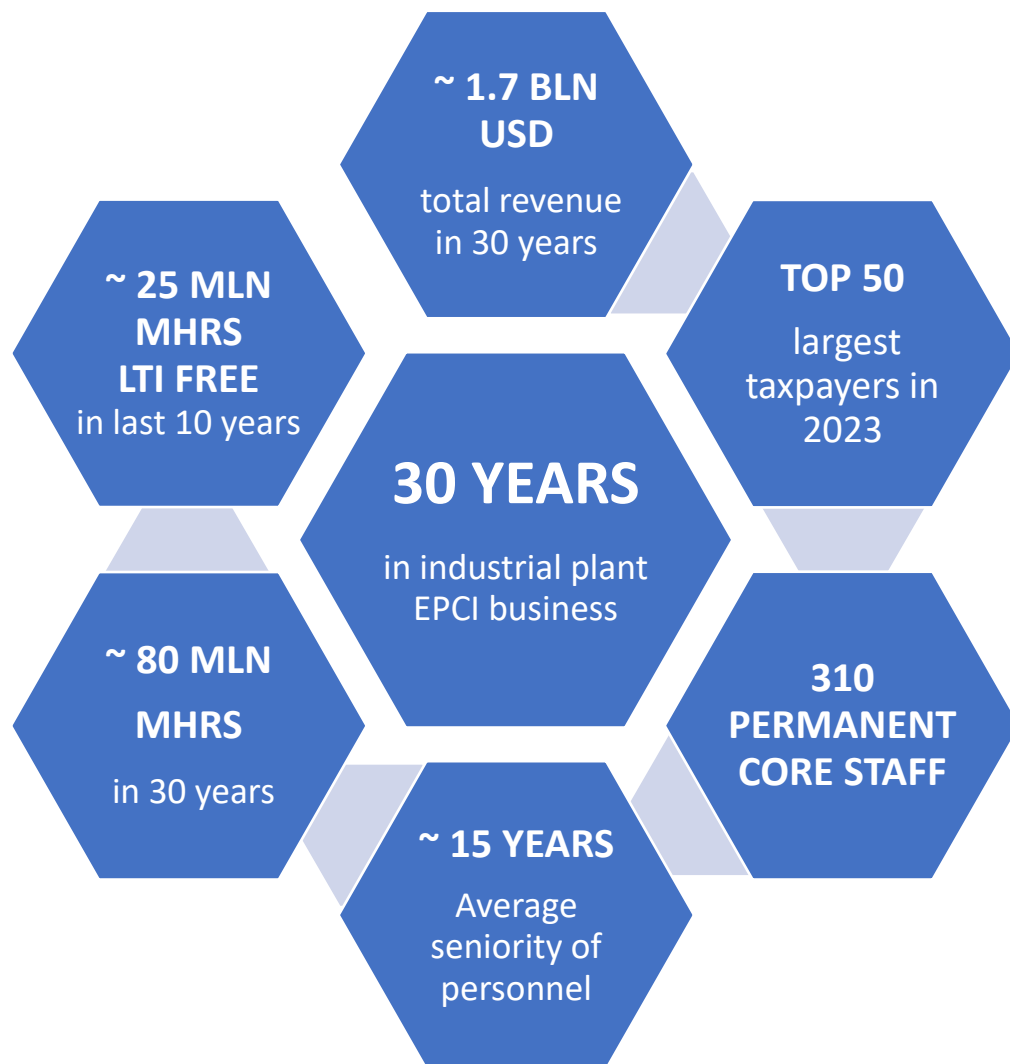 ~ 1.7 BLN
USD
total revenue
in 30 years
TOP 50
largest
taxpayers in
2023
310
PERMANENT
CORE STAFF
~ 15 YEARS
Average
seniority of
personnel
~ 80 MLN
MHRS
in 30 years
~ 25 MLN
MHRS
LTI FREE
in last 10 years
30 YEARS
in industrial plant
EPCI business